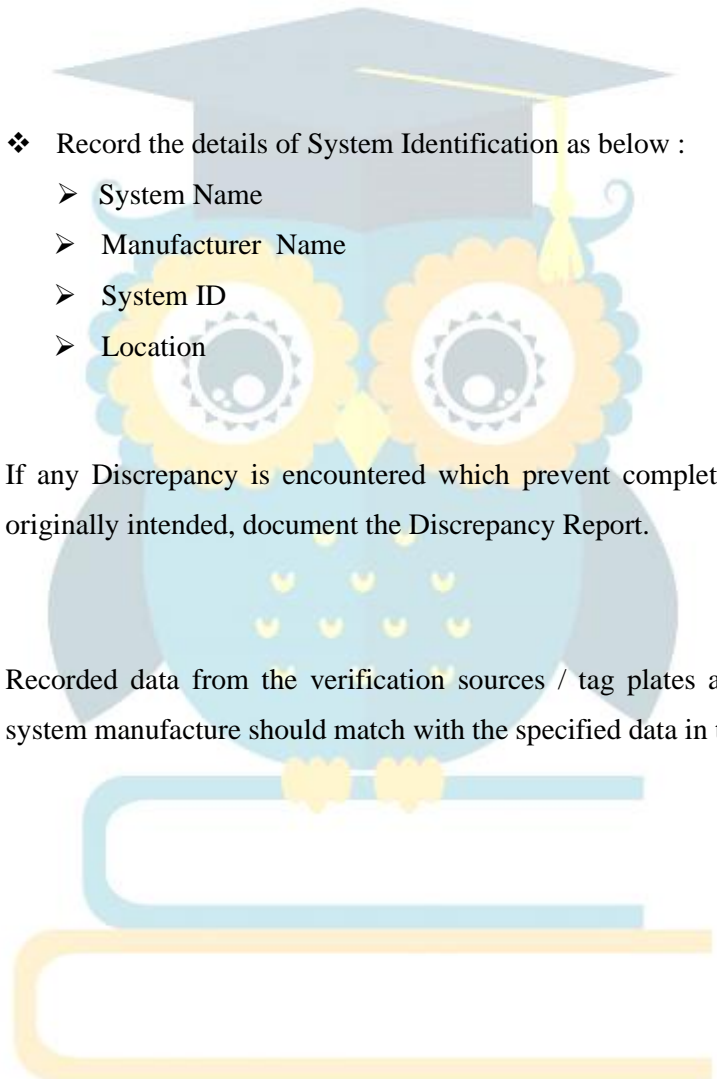 ❖ Record the details of System Identification as below :
➢ System Name
➢ Manufacturer Name
➢ System ID
➢ Location
If any Discrepancy is encountered which prevent
originally intended, document the Discrepancy Report.
Recorded data from the verification sources / tag plates
system manufacture should match with the specified data in